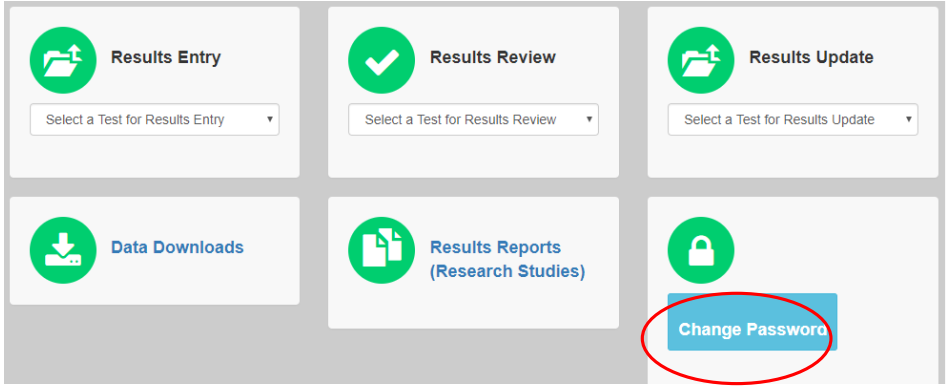 Results Entry
Select a Test for Results Entry
Results Review
Select a Test for Results Review
Results Update
Select a Test for Results Update
Data Downloads
Results Reports
(Research Studies)
Change Password